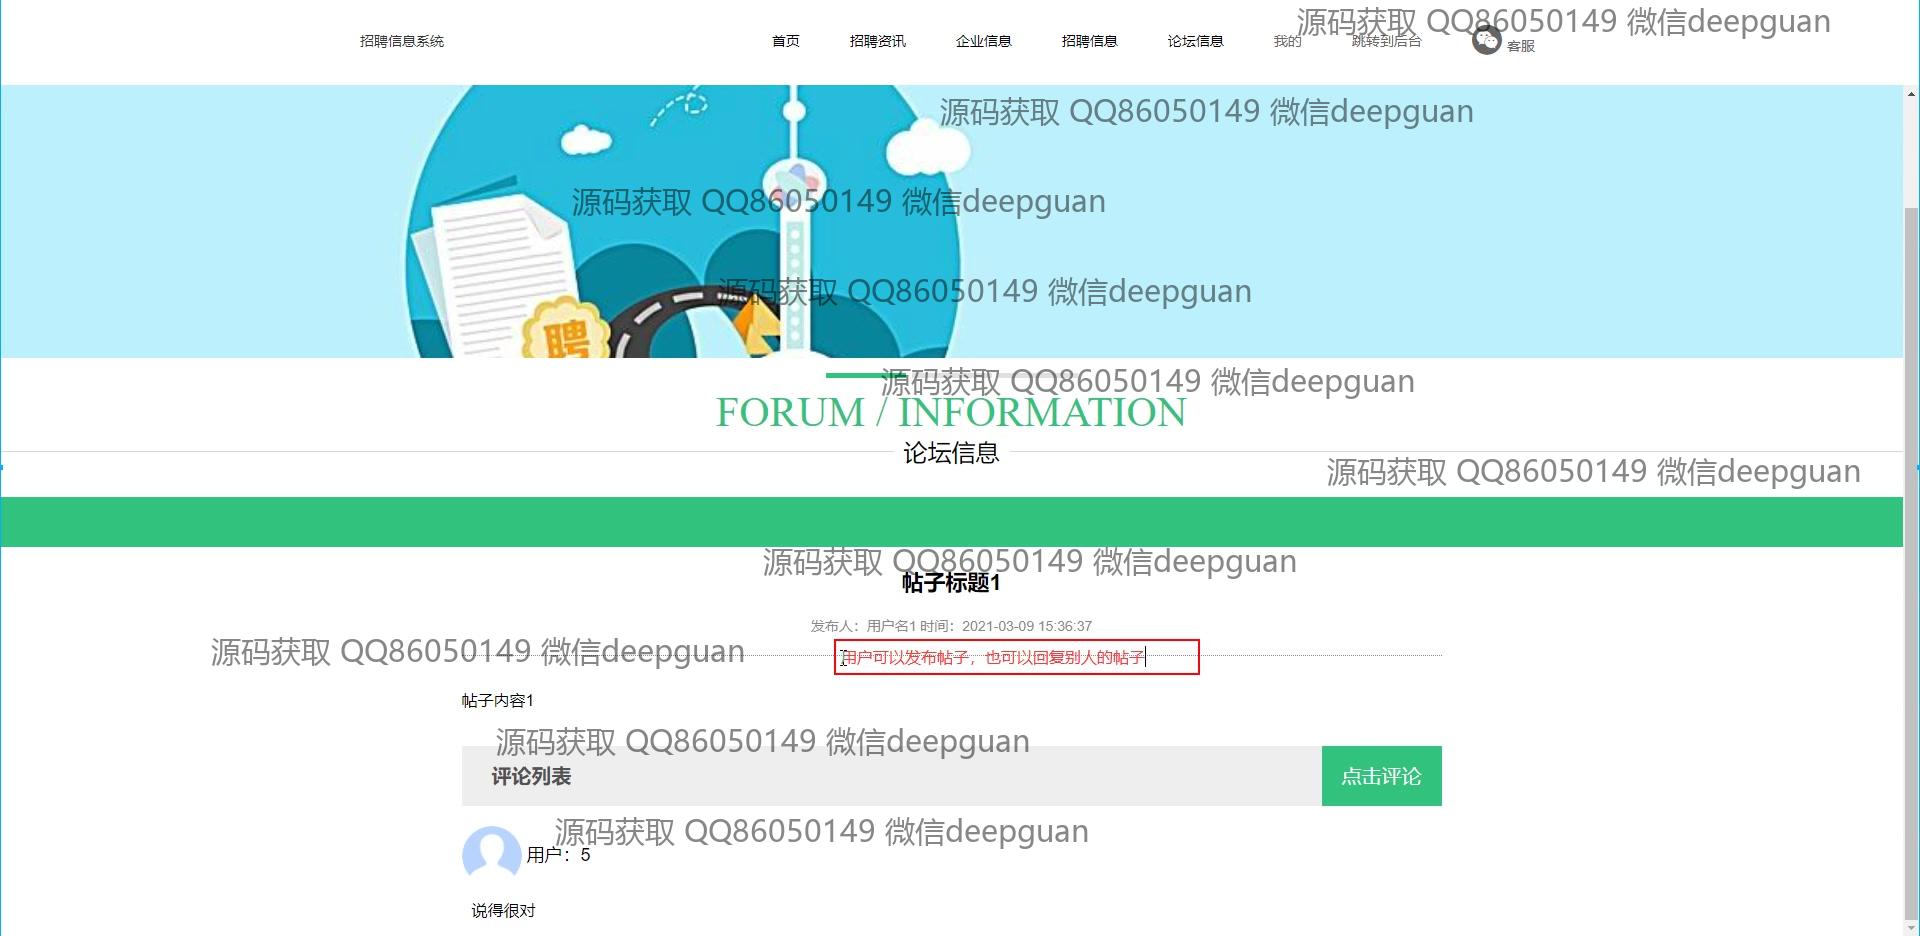 源码获取 QQ86050149 微信deepguan
招聘信息系统 首页 招聘资讯 企业信息 招聘信息 论坛信息 我的 跳转到后台 客服
源码获取 QQ86050149 微信deepguan
源码获取 QQ86050149 微信deepguan
源码获取 QQ86050149 微信deepguan
聘
源码获取 QQ86050149 微信deepguan
FORUM / INFORMATION
论坛信息
源码获取 QQ86050149 微信deepguan
源码获取 QQ86050149 微信deepguan
帖子标题1
发布人：用户名1 时间：2021-03-09 15:36:37
源码获取 QQ86050149 微信deepguan
用户可以发布帖子，也可以回复别人的帖子
帖子内容1
源码获取 QQ86050149 微信deepguan
评论列表 点击评论
源码获取 QQ86050149 微信deepguan
用户：5
说得很对